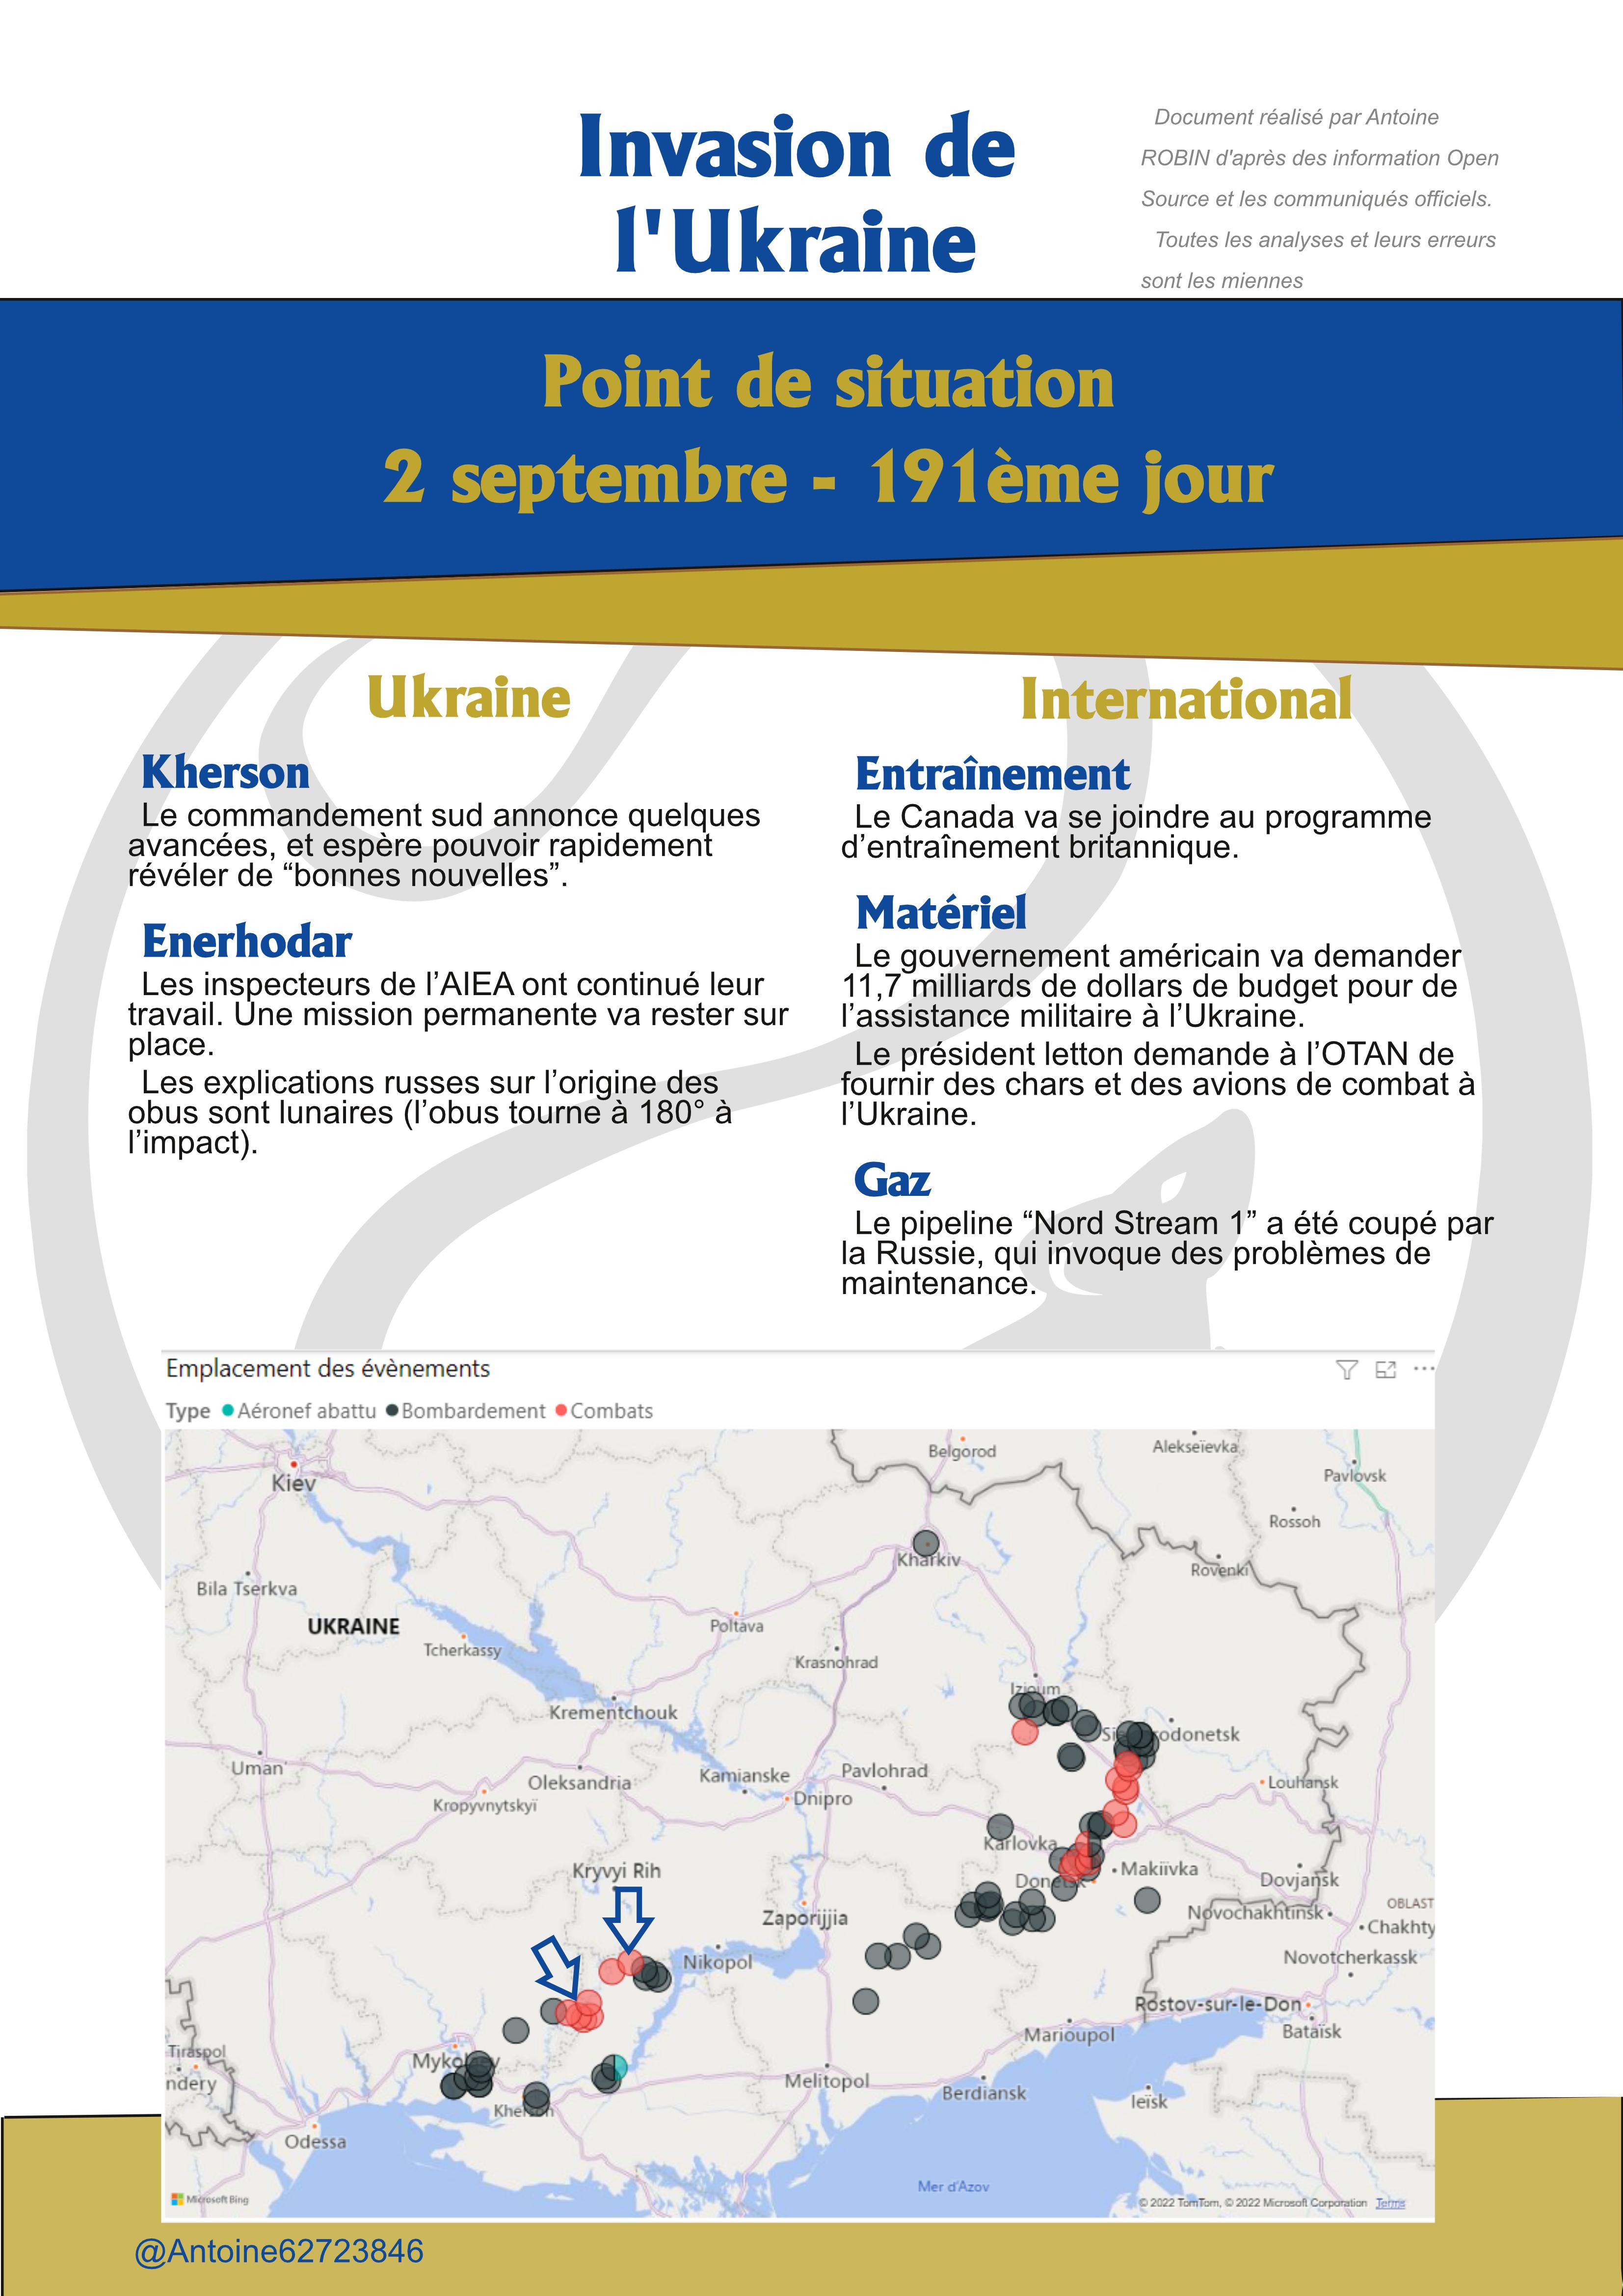 Invasion de
l'Ukraine
Document réalisé par Antoine
ROBIN d'après des information Open
Source et les communiqués officiels.
Toutes les analyses et leurs erreurs
sont les miennes
Point de situation
2 septembre - 191ème jour
Ukraine
Kherson
Le commandement sud annonce quelques
avancées, et espère pouvoir rapidement
révéler de “bonnes nouvelles”.
Enerhodar
Les inspecteurs de l’AIEA ont continué leur
travail. Une mission permanente va rester sur
place.
Les explications russes sur l’origine des
obus sont lunaires (l’obus tourne à 180° à
l’impact).
International
Entraînement
Le Canada va se joindre au programme
d’entraînement britannique.
Matériel
Le gouvernement américain va demander
11,7 milliards de dollars de budget pour de
l’assistance militaire à l’Ukraine.
Le président letton demande à l’OTAN de
fournir des chars et des avions de combat à
l’Ukraine.
Gaz
Le pipeline “Nord Stream 1” a été coupé par
la Russie, qui invoque des problèmes de
maintenance.
Emplacement des évènements
Type Aéronef abattu Bombardement Combats
Belgorod
Alekseïevka
Pavlovsk
Kiev
Rossoh
Kharkiv
Rovenki
Bila Tserkva
UKRAINE
Poltava
Tcherkassy
Krasnohrad
Izioum
Krementchouk
Uman
Oleksandria
Kamianske
Pavlohrad
Louhansk
Kropyvnytskyï
Dnipro
Karlovka
Kryvyi Rih
Makiïvka
Dovjansk
Donetsk
Zaporijjia
Novochakhtinsk
OBLAST
Chakhty
Nikopol
Novotcherkassk
Rostov-sur-le-Don
Marioupol
Bataïsk
Tiraspol
ndery
Melitopol
Berdiansk
Ieïsk
Odessa
Mer d'Azov
Microsoft Bing
© 2022 TomTom, © 2022 Microsoft Corporation Terms
@Antoine62723846